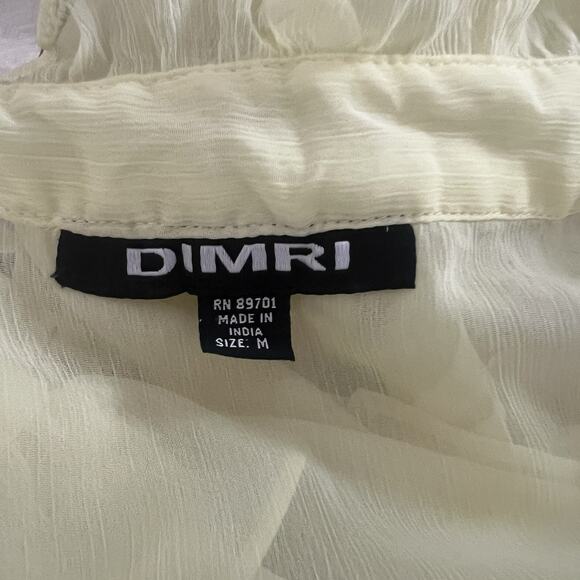 DIMRI
RN 89701
MADE IN
INDIA
SIZE: M